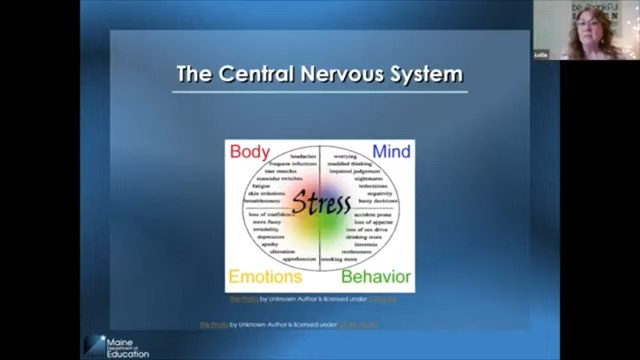 be thankful
Kellie
The Central Nervous System
Body
Mind
headaches
frequent infections
taut muscles
muscular twitches
fatigue
skin irritations
breathlessness
worrying
muddled thinking
impaired judgement
nightmares
indecisions
negativity
hasty decisions
Stress
loss of confidence
more fussy
irritability
depression
apathy
alienation
apprehension
accident prone
loss of appetite
loss of sex drive
drinking more
insomnia
restlessness
smoking more
Emotions
Behavior
This Photo by Unknown Author is licensed under
This Photo by Unknown Author is licensed under
Maine
Department of
Education